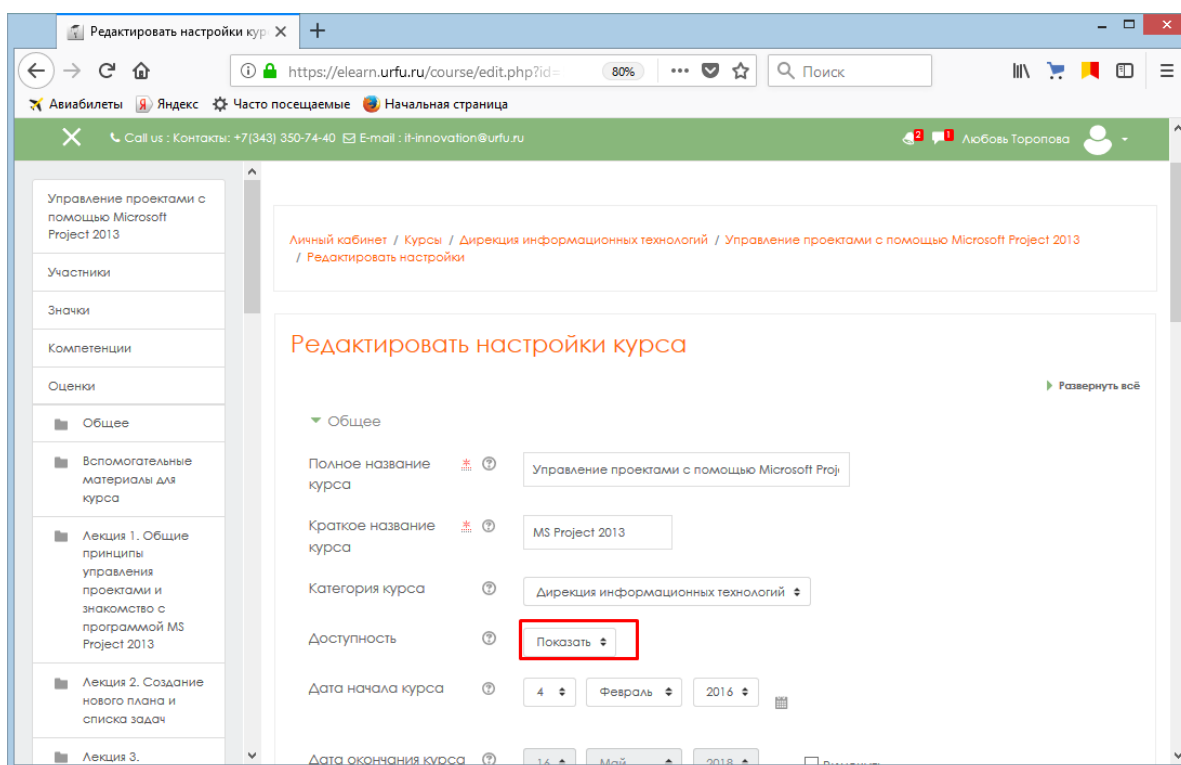 Редактировать настройки кур
https://elearn.urfu.ru/course/edit.php?id=
80%
Поиск
Авиабилеты Яндекс Часто посещаемые Начальная страница
Call us : Контакты: +7(343) 350-74-40 E-mail : it-innovation@urfu.ru
2 1 Любовь Торопова
Управление проектами с
помощью Microsoft
Project 2013
Участники
Значки
Компетенции
Оценки
Общее
Вспомогательные
материалы для
курса
Лекция 1. Общие
принципы
управления
проектами и
знакомство с
программой MS
Project 2013
Лекция 2. Создание
нового плана и
списка задач
Лекция 3.
Личный кабинет / Курсы / Дирекция информационных технологий / Управление проектами с помощью Microsoft Project 2013
/ Редактировать настройки
Редактировать настройки курса
Развернуть всё
Общее
Полное название
курса
Управление проектами с помощью Microsoft Proj
Краткое название
курса
MS Project 2013
Категория курса
Дирекция информационных технологий
Доступность
Показать
Дата начала курса
4 Февраль 2016
Дата окончания курса
16 Май 2018